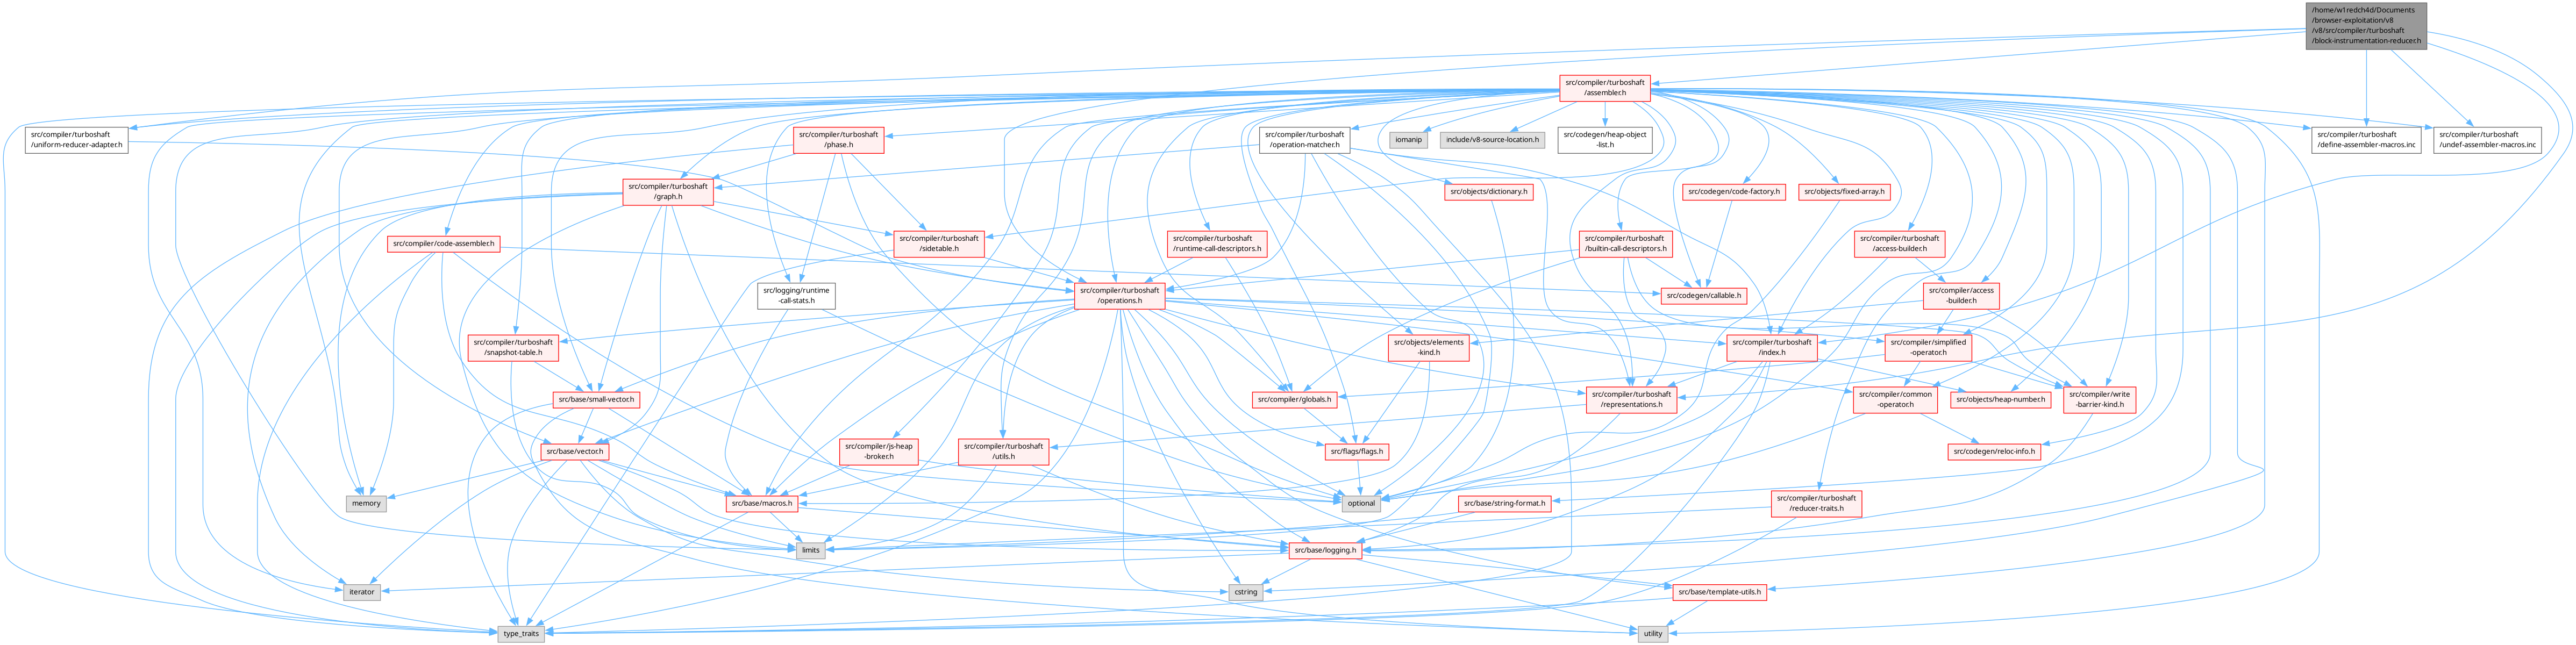 /home/w1redch4d/Documents
/browser-exploitation/v8
/v8/src/compiler/turboshaft
/block-instrumentation-reducer.h
src/compiler/turboshaft
/assembler.h
src/compiler/turboshaft
/uniform-reducer-adapter.h
src/compiler/turboshaft
/phase.h
src/compiler/turboshaft
/operation-matcher.h
iomanip
include/v8-source-location.h
src/codegen/heap-object
-list.h
src/compiler/turboshaft
/define-assembler-macros.inc
src/compiler/turboshaft
/undef-assembler-macros.inc
src/compiler/turboshaft
/graph.h
src/objects/dictionary.h
src/codegen/code-factory.h
src/objects/fixed-array.h
src/compiler/code-assembler.h
src/compiler/turboshaft
/sidetable.h
src/compiler/turboshaft
/runtime-call-descriptors.h
src/compiler/turboshaft
/builtin-call-descriptors.h
src/compiler/turboshaft
/access-builder.h
src/logging/runtime
-call-stats.h
src/compiler/turboshaft
/operations.h
src/codegen/callable.h
src/compiler/access
-builder.h
src/compiler/turboshaft
/snapshot-table.h
src/objects/elements
-kind.h
src/compiler/turboshaft
/index.h
src/compiler/simplified
-operator.h
src/base/small-vector.h
src/compiler/globals.h
src/compiler/turboshaft
/representations.h
src/compiler/common
-operator.h
src/objects/heap-number.h
src/compiler/write
-barrier-kind.h
src/base/vector.h
src/compiler/js-heap
-broker.h
src/compiler/turboshaft
/utils.h
src/flags/flags.h
src/codegen/reloc-info.h
memory
src/base/macros.h
optional
src/base/string-format.h
src/compiler/turboshaft
/reducer-traits.h
limits
src/base/logging.h
iterator
cstring
src/base/template-utils.h
type_traits
utility